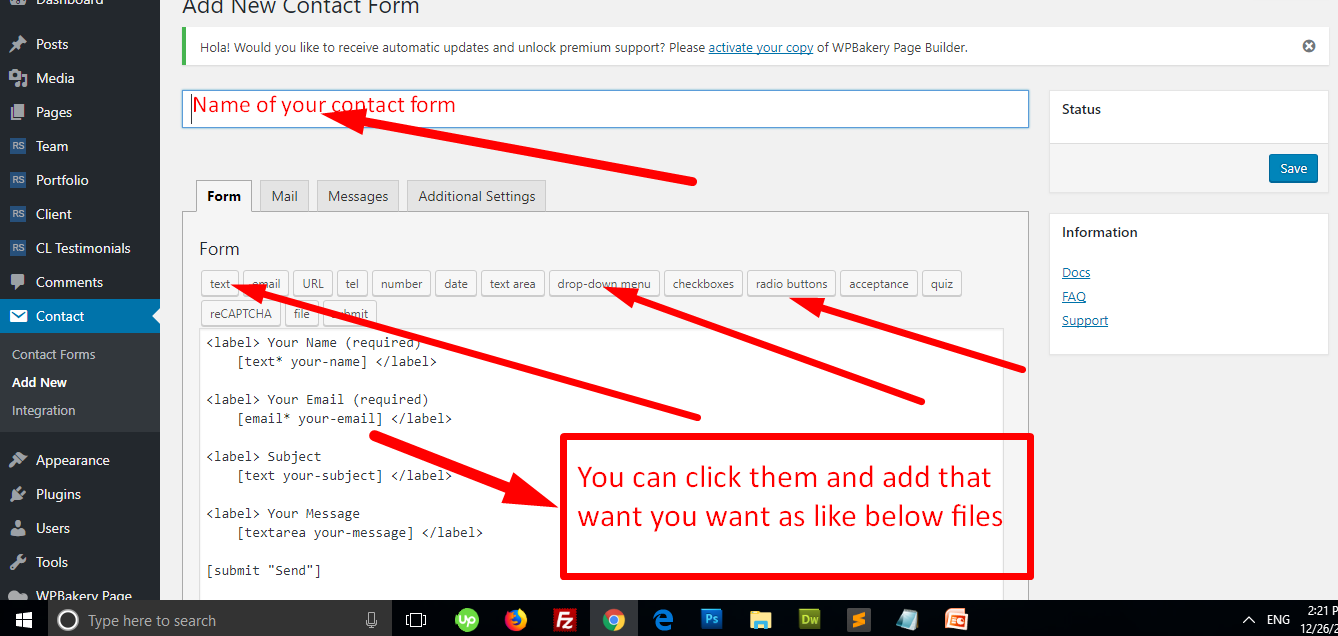 Dashboard
Add New Contact Form
Posts
Hola! Would you like to receive automatic updates and unlock premium support? Please activate your copy of WPBakery Page Builder.
Media
Pages
Name of your contact form
Status
RS Team
RS Portfolio
Save
Form Mail Messages Additional Settings
RS Client
Information
RS CL Testimonials
Form
Comments
text email URL tel number date text area drop-down menu checkboxes radio buttons acceptance quiz
Docs
FAQ
Contact
reCAPTCHA file submit
Support
<label> Your Name (required)
[text* your-name] </label>
Contact Forms
Add New
<label> Your Email (required)
[email* your-email] </label>
Integration
<label> Subject
[text your-subject] </label>
Appearance
You can click them and add that
want you want as like below files
Plugins
<label> Your Message
[textarea your-message] </label>
Users
Tools
[submit "Send"]
WPBakery Page
Type here to search
Up
Fz
Ps
Dw
ENG
2:21 P
12/26/2